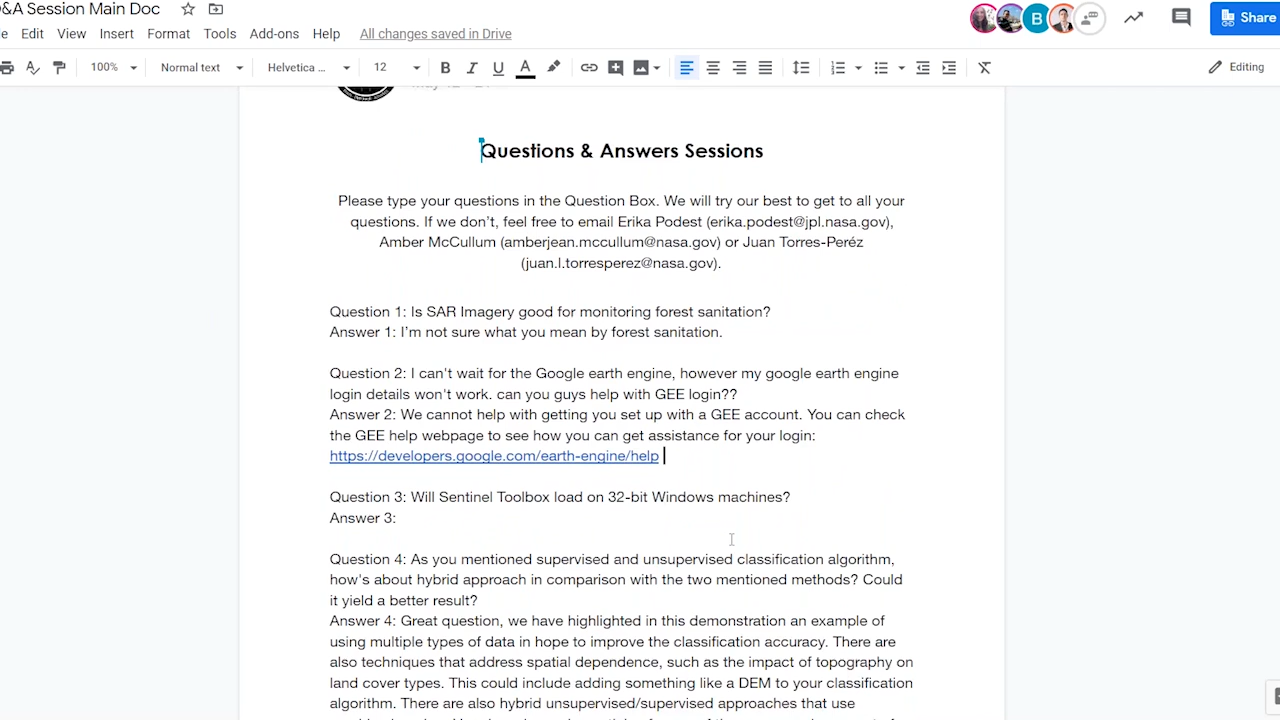 &A Session Main Doc
Share
Edit View Insert Format Tools Add-ons Help All changes saved in Drive
B
100% Normal text Helvetica ... 12 B I U A Editing
Questions & Answers Sessions
Please type your questions in the Question Box. We will try our best to get to all your
questions. If we don't, feel free to email Erika Podest (erika.podest@jpl.nasa.gov),
Amber McCullum (amberjean.mccullum@nasa.gov) or Juan Torres-Peréz
(juan.l.torresperez@nasa.gov).
Question 1: Is SAR Imagery good for monitoring forest sanitation?
Answer 1: I'm not sure what you mean by forest sanitation.
Question 2: I can't wait for the Google earth engine, however my google earth engine
login details won't work. can you guys help with GEE login??
Answer 2: We cannot help with getting you set up with a GEE account. You can check
the GEE help webpage to see how you can get assistance for your login:
https://developers.google.com/earth-engine/help
Question 3: Will Sentinel Toolbox load on 32-bit Windows machines?
Answer 3:
Question 4: As you mentioned supervised and unsupervised classification algorithm,
how's about hybrid approach in comparison with the two mentioned methods? Could
it yield a better result?
Answer 4: Great question, we have highlighted in this demonstration an example of
using multiple types of data in hope to improve the classification accuracy. There are
also techniques that address spatial dependence, such as the impact of topography on
land cover types. This could include adding something like a DEM to your classification
algorithm. There are also hybrid unsupervised/supervised approaches that use